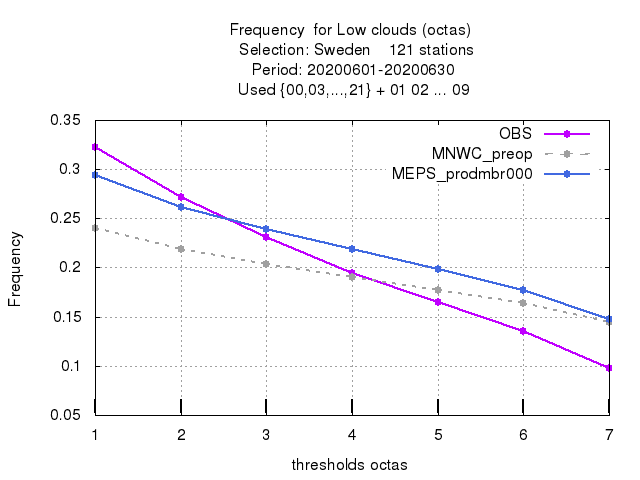 Frequency for Low clouds (octas)
Selection: Sweden 121 stations
Period: 20200601-20200630
Used {00,03,...,21} + 01 02 ... 09
0.35
0.3
0.25
0.2
0.15
0.1
0.05
Frequency
OBS
MNWC_preop
MEPS_prodmbr000
1 2 3 4 5 6 7
thresholds octas